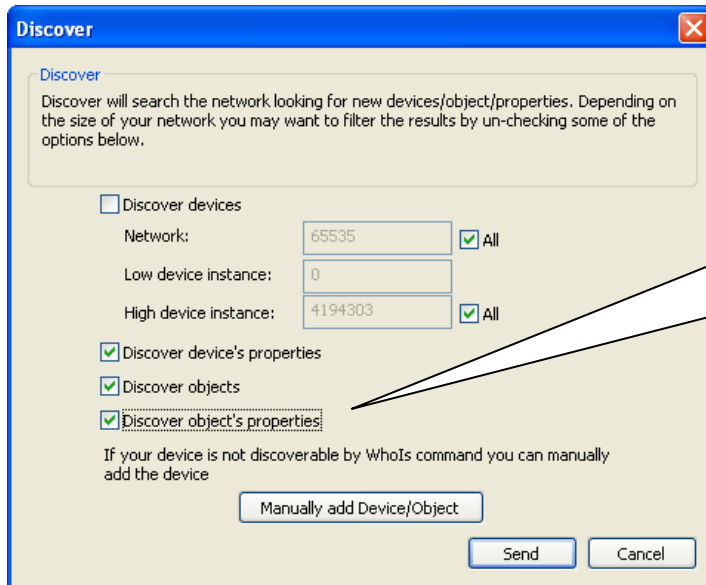 Discover
Discover
Discover will search the network looking for new devices/object/properties. Depending on
the size of your network you may want to filter the results by un-checking some of the
options below.
Discover devices
Network: 65535 All
Low device instance: 0
High device instance: 4194303 All
Discover device's properties
Discover objects
Discover object's properties
If your device is not discoverable by WhoIs command you can manually
add the device
Manually add Device/Object
Send Cancel